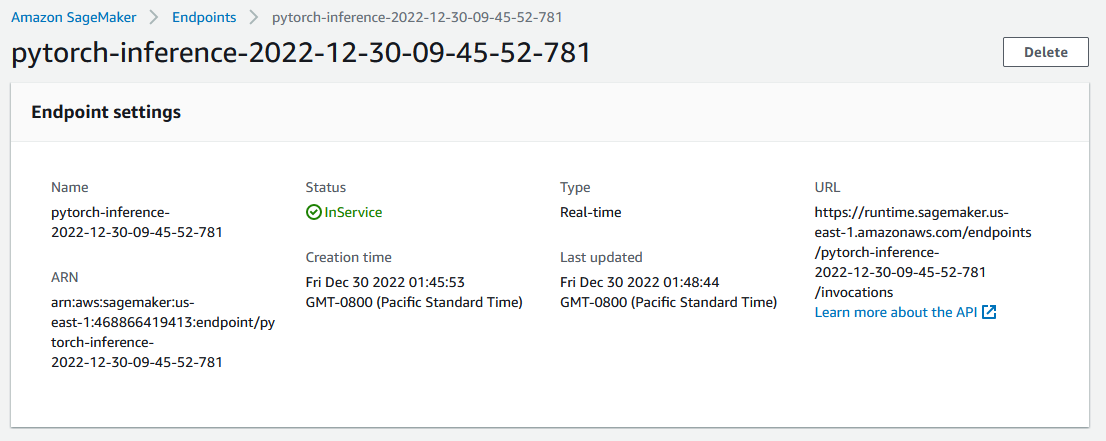 Amazon SageMaker > Endpoints > pytorch-inference-2022-12-30-09-45-52-781
pytorch-inference-2022-12-30-09-45-52-781
Delete
Endpoint settings
Name
pytorch-inference-
2022-12-30-09-45-52-781
ARN
arn:aws:sagemaker:us-
east-1:468866419413:endpoint/py
torch-inference-
2022-12-30-09-45-52-781
Status
InService
Creation time
Fri Dec 30 2022 01:45:53
GMT-0800 (Pacific Standard Time)
Type
Real-time
Last updated
Fri Dec 30 2022 01:48:44
GMT-0800 (Pacific Standard Time)
URL
https://runtime.sagemaker.us-
east-1.amazonaws.com/endpoints
/pytorch-inference-
2022-12-30-09-45-52-781
/invocations
Learn more about the API